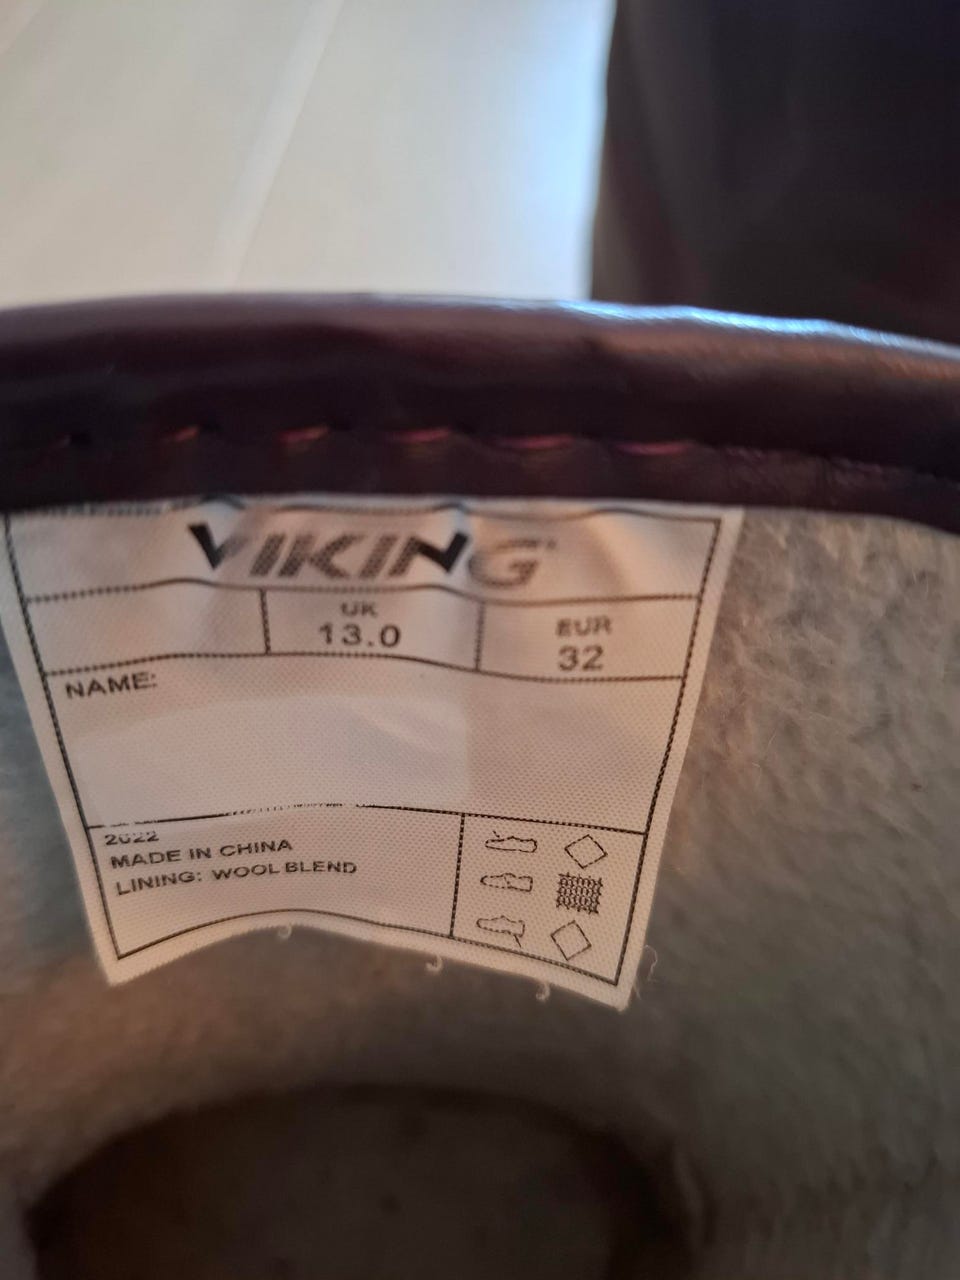 VIKING
UK
13.0
EUR
32
NAME:
2022
MADE IN CHINA
LINING: WOOL BLEND